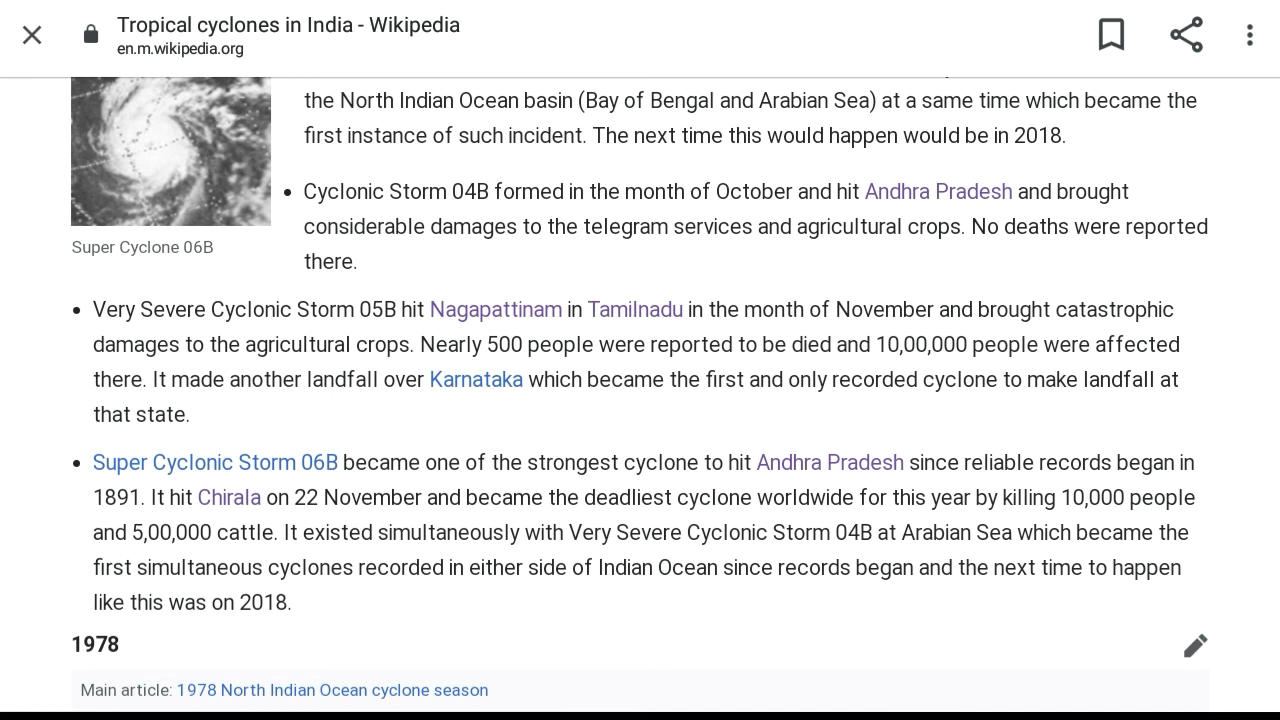 Tropical cyclones in India - Wikipedia
en.m.wikipedia.org
the North Indian Ocean basin (Bay of Bengal and Arabian Sea) at a same time which became the
first instance of such incident. The next time this would happen would be in 2018.
• Cyclonic Storm 04B formed in the month of October and hit Andhra Pradesh and brought
considerable damages to the telegram services and agricultural crops. No deaths were reported
there.
Super Cyclone 06B
• Very Severe Cyclonic Storm 05B hit Nagapattinam in Tamilnadu in the month of November and brought catastrophic
damages to the agricultural crops. Nearly 500 people were reported to be died and 10,00,000 people were affected
there. It made another landfall over Karnataka which became the first and only recorded cyclone to make landfall at
that state.
• Super Cyclonic Storm 06B became one of the strongest cyclone to hit Andhra Pradesh since reliable records began in
1891. It hit Chirala on 22 November and became the deadliest cyclone worldwide for this year by killing 10,000 people
and 5,00,000 cattle. It existed simultaneously with Very Severe Cyclonic Storm 04B at Arabian Sea which became the
first simultaneous cyclones recorded in either side of Indian Ocean since records began and the next time to happen
like this was on 2018.
1978
Main article: 1978 North Indian Ocean cyclone season